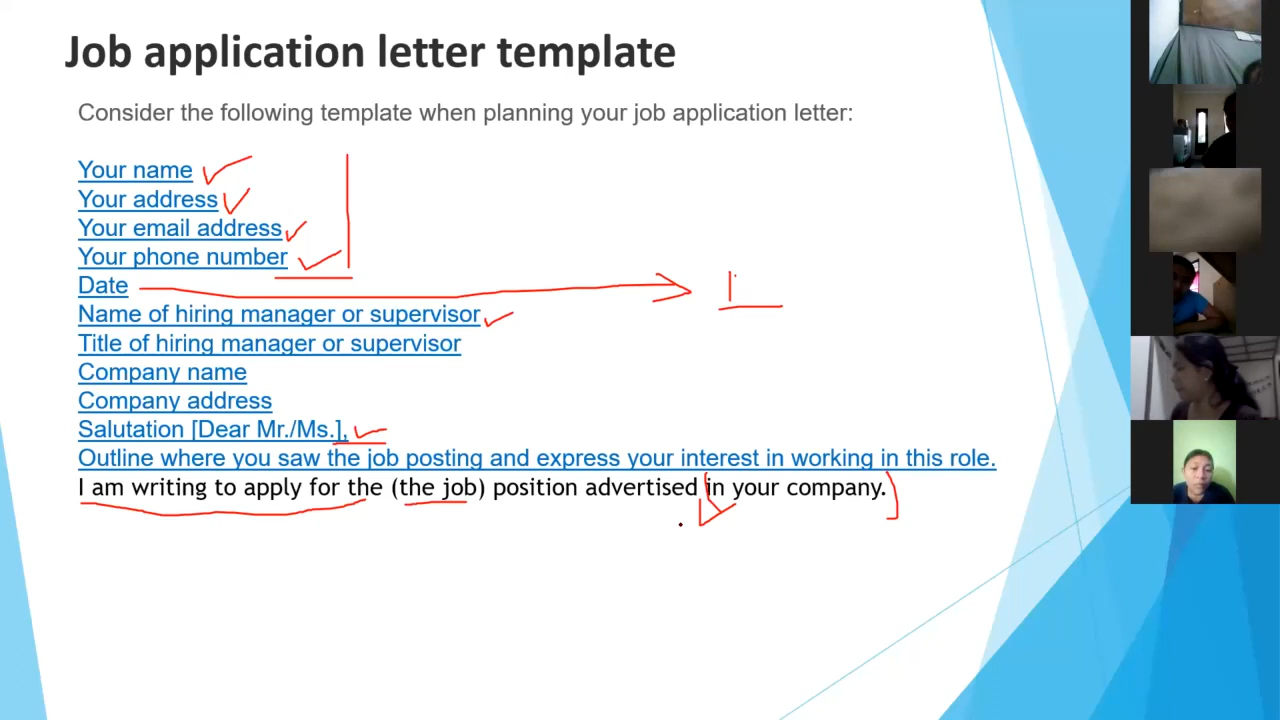 Job application letter template
Consider the following template when planning your job application letter:
Your name
Your address
Your email address
Your phone number
Date
Name of hiring manager or supervisor
Title of hiring manager or supervisor
Company name
Company address
Salutation [Dear Mr./Ms.],
Outline where you saw the job posting and express your interest in working in this role.
I am writing to apply for the (the job) position advertised in your company.